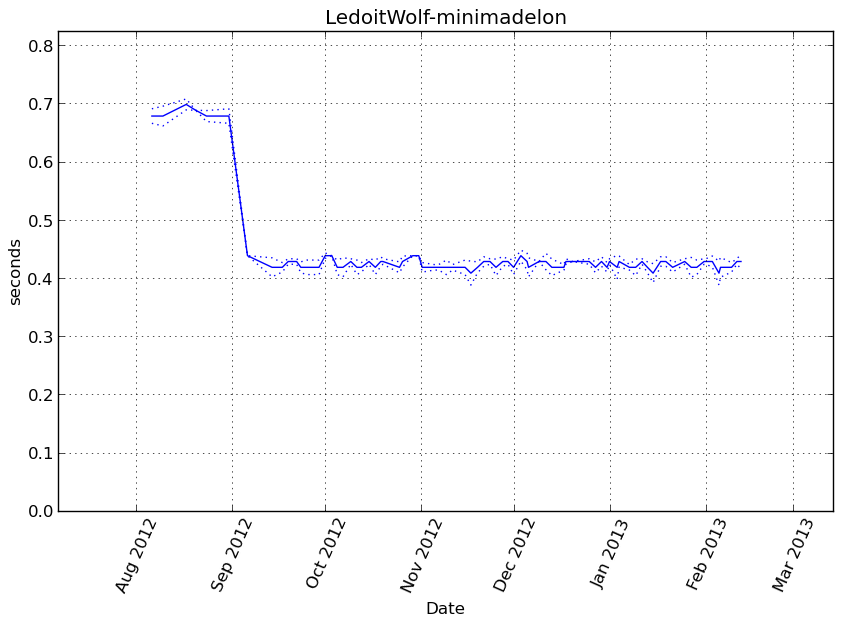 LedoitWolf-minimadelon
0.8
0.7
0.6
0.5
0.4
0.3
0.2
0.1
0.0
seconds
Aug 2012
Sep 2012
Oct 2012
Nov 2012
Dec 2012
Jan 2013
Feb 2013
Mar 2013
Date